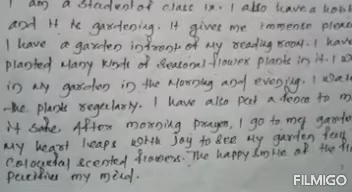 I am a student of class ix. I also have a hobby
and it is gardening. It gives me immense pleas
I have a garden infront of my reading room. I have
planted many kinds of seasonal flower plants in it. I w
in my garden in the morning and evening. I wate
the plants regularly. I have also put a fence to m
it safe. After morning prayer, I go to my garde
My heart leaps with joy to see my garden full
Colourful scented flowers. The happy smile of the fl
purifies my mind.
FILMIGO